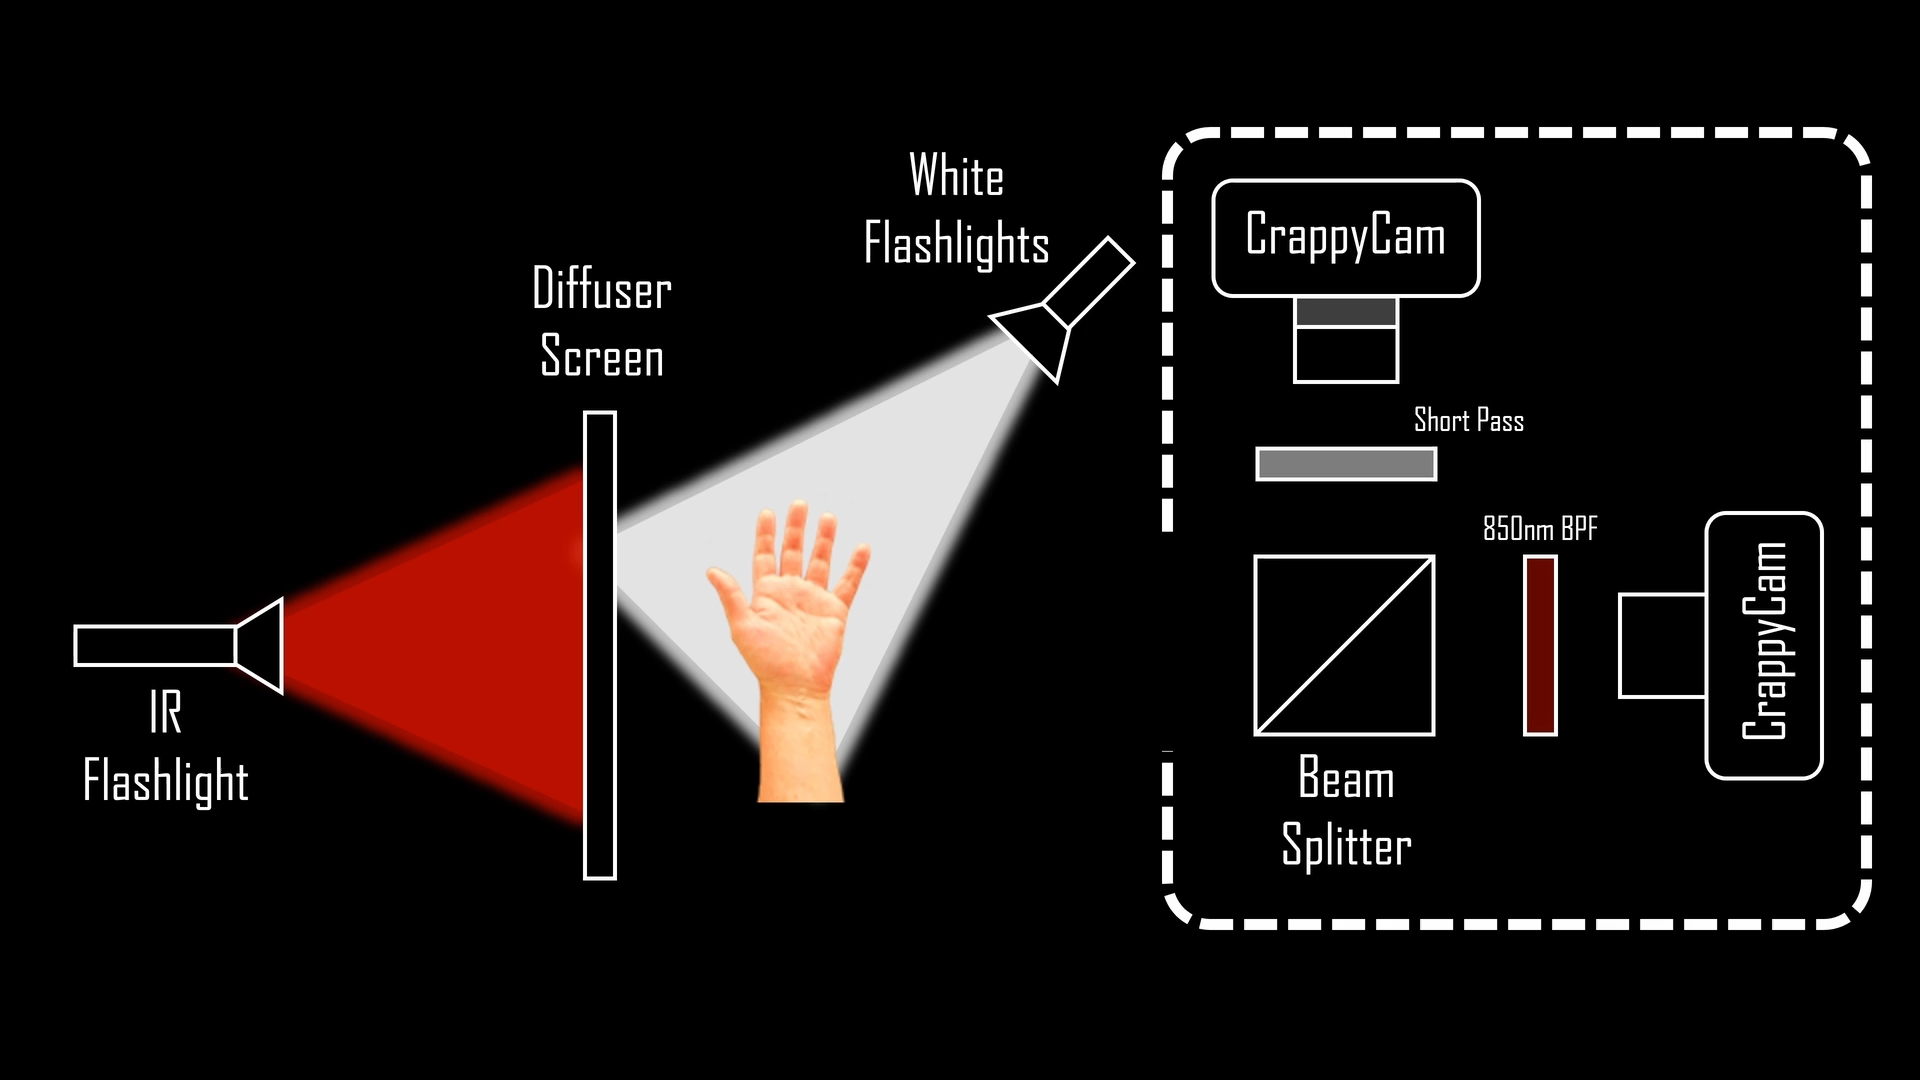 White
Flashlights
CrappyCam
Diffuser
Screen
Short Pass
850nm BPF
CrappyCam
IR
Flashlight
Beam
Splitter